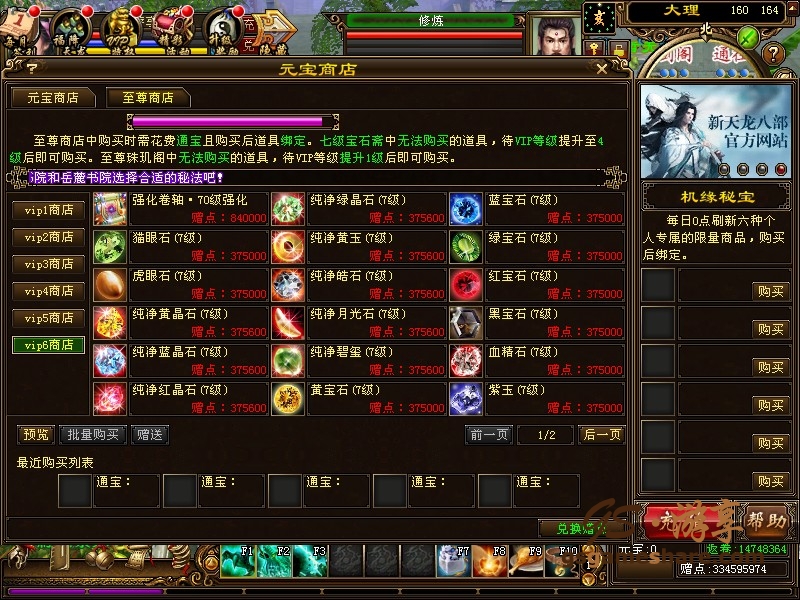 修炼
大理 160 164
北
元宝商店
元宝商店 至尊商店
至尊商店中购买时需花费通宝且购买后道具绑定。七级宝石斋中无法购买的道具，待VIP等级提升至4
级后即可购买。至尊珠玑阁中无法购买的道具，待VIP等级提升1级后即可购买。
院和岳麓书院选择合适的秘法吧！
vip1商店
vip2商店
vip3商店
vip4商店
vip5商店
vip6商店
强化卷轴·70级强化 赠点：840000
纯净绿晶石(7级) 赠点：375600
蓝宝石(7级) 赠点：375000
猫眼石(7级) 赠点：375000
纯净黄玉(7级) 赠点：375600
绿宝石(7级) 赠点：375000
虎眼石(7级) 赠点：375000
纯净皓石(7级) 赠点：375600
红宝石(7级) 赠点：375000
纯净黄晶石(7级) 赠点：375600
纯净月光石(7级) 赠点：375600
黑宝石(7级) 赠点：375000
纯净蓝晶石(7级) 赠点：375600
纯净碧玺(7级) 赠点：375600
血精石(7级) 赠点：375000
纯净红晶石(7级) 赠点：375600
黄宝石(7级) 赠点：375000
紫玉(7级) 赠点：375000
预览 批量购买 赠送 前一页 1/2 后一页
最近购买列表
通宝： 通宝： 通宝： 通宝： 通宝：
新天龙八部
官方网站
机缘秘宝
每日0点刷新六种个
人专属的限量商品，购买
后绑定。
购买
购买
购买
购买
购买
购买
帮助
元宝:0
14748364
赠点:334595974
F1 F2 F3 F7 F8 F9 F10